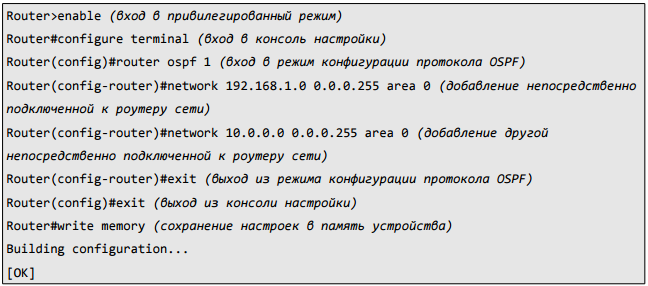 Router>enable (вход в привилегированный режим)
Router#configure terminal (вход в консоль настройки)
Router(config)#router ospf 1 (вход в режим конфигурации протокола OSPF)
Router(config-router)#network 192.168.1.0 0.0.0.255 area 0 (добавление непосредственно
подключенной к роутеру сети)
Router(config-router)#network 10.0.0.0 0.0.0.255 area 0 (добавление другой
непосредственно подключенной к роутеру сети)
Router(config-router)#exit (выход из режима конфигурации протокола OSPF)
Router(config)#exit (выход из консоли настройки)
Router#write memory (сохранение настроек в память устройства)
Building configuration...
[OK]